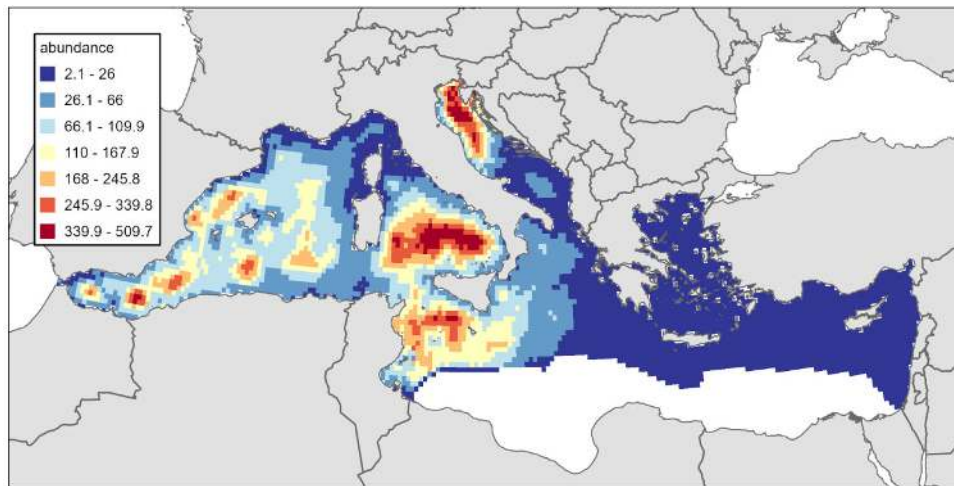 abundance
2.1 - 26
26.1 - 66
66.1 - 109.9
110 - 167.9
168 - 245.8
245.9 - 339.8
339.9 - 509.7